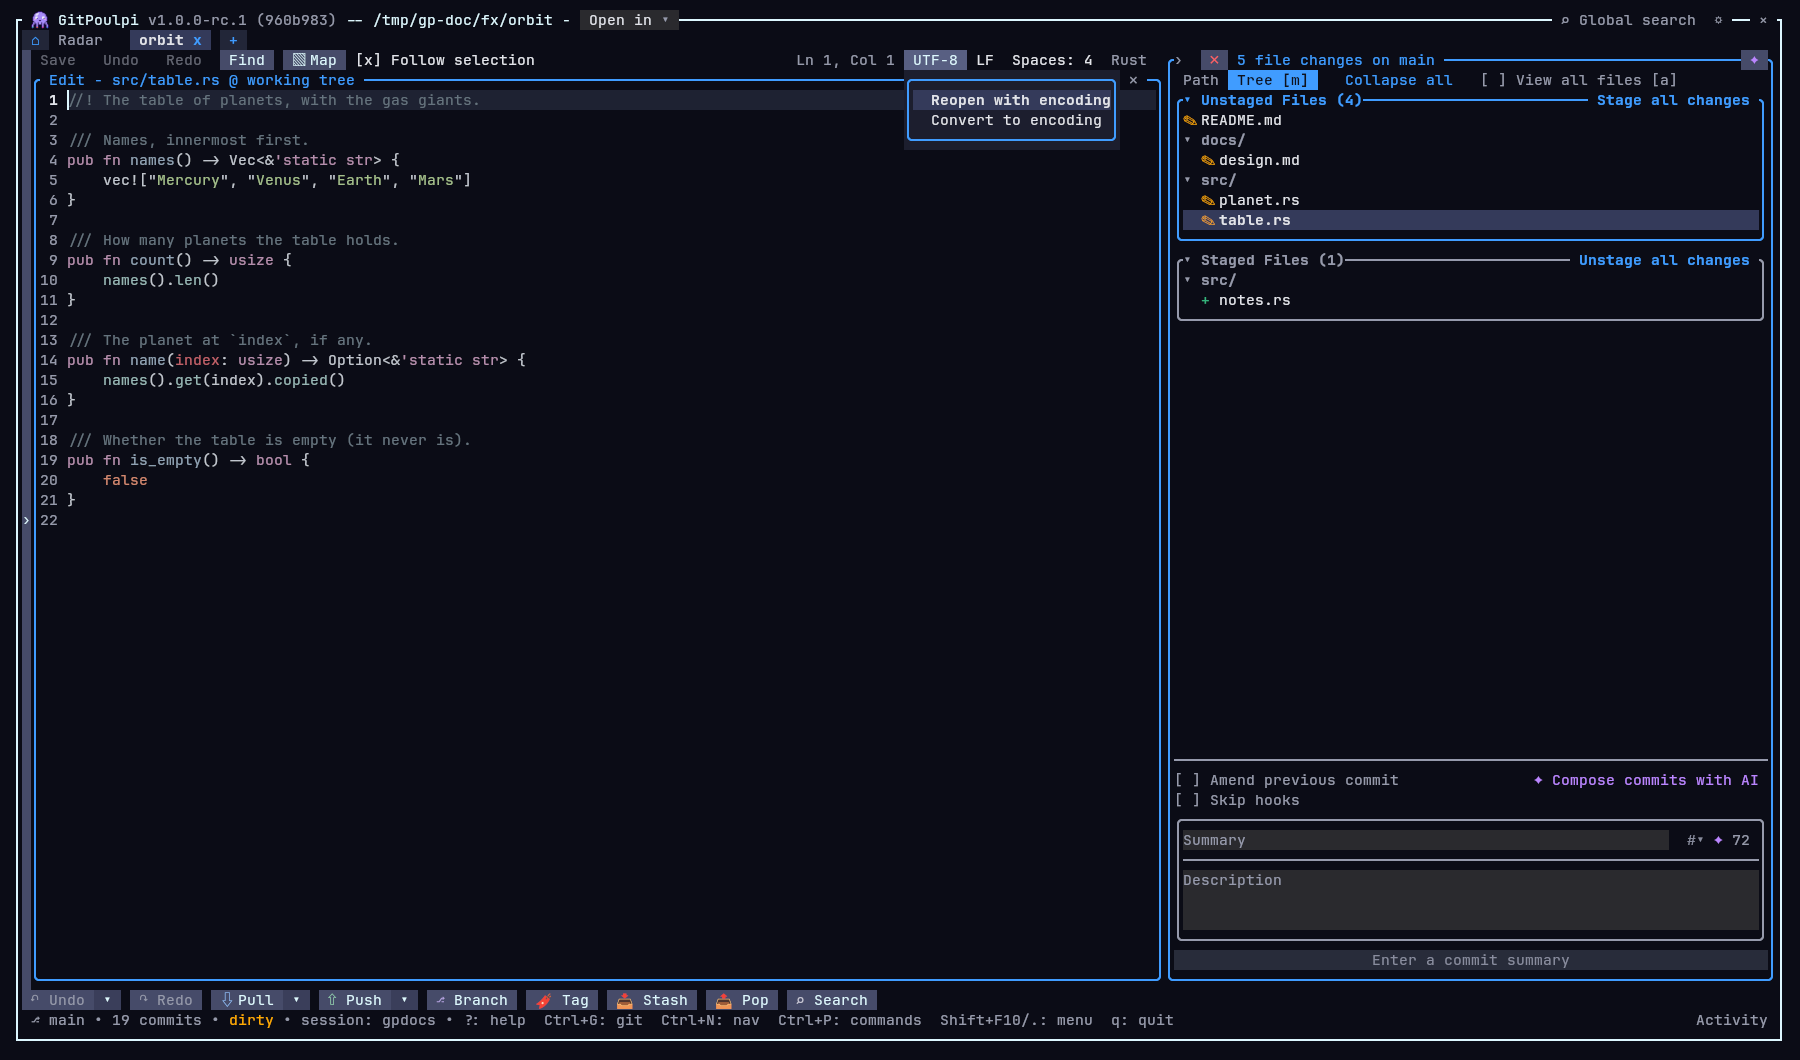 GitPoulpi v1.0.0-rc.1 (960b983) −− /tmp/gp-doc/fx/orbit - Open in ▾ ⌕ Global search ⚙ ×
⌂ Radar orbit x +
Save Undo Redo Find ▧Map [x] Follow selection Ln 1, Col 1 UTF-8 LF Spaces: 4 Rust › ✕ 5 file changes on main ✦
Edit - src/table.rs @ working tree × Path Tree [m] Collapse all [ ] View all files [a]
1 //! The table of planets, with the gas giants. Reopen with encoding ▾ Unstaged Files (4) Stage all changes
2 Convert to encoding ✎ README.md
3 /// Names, innermost first. ▾ docs/
4 pub fn names() -> Vec<&'static str> { ✎ design.md
5 vec!["Mercury", "Venus", "Earth", "Mars"] ▾ src/
6 } ✎ planet.rs
7 ✎ table.rs
8 /// How many planets the table holds.
9 pub fn count() -> usize { ▾ Staged Files (1) Unstage all changes
10 names().len() ▾ src/
11 } + notes.rs
12
13 /// The planet at `index`, if any.
14 pub fn name(index: usize) -> Option<&'static str> {
15 names().get(index).copied()
16 }
17
18 /// Whether the table is empty (it never is).
19 pub fn is_empty() -> bool {
20 false
21 }
› 22
[ ] Amend previous commit ✦ Compose commits with AI
[ ] Skip hooks
Summary #▾ ✦ 72
Description
Enter a commit summary
↶ Undo ▾ ↷ Redo ⇩ Pull ▾ ⇧ Push ▾ ⎇ Branch Tag Stash Pop ⌕ Search
⎇ main • 19 commits • dirty • session: gpdocs • ?: help Ctrl+G: git Ctrl+N: nav Ctrl+P: commands Shift+F10/.: menu q: quit Activity